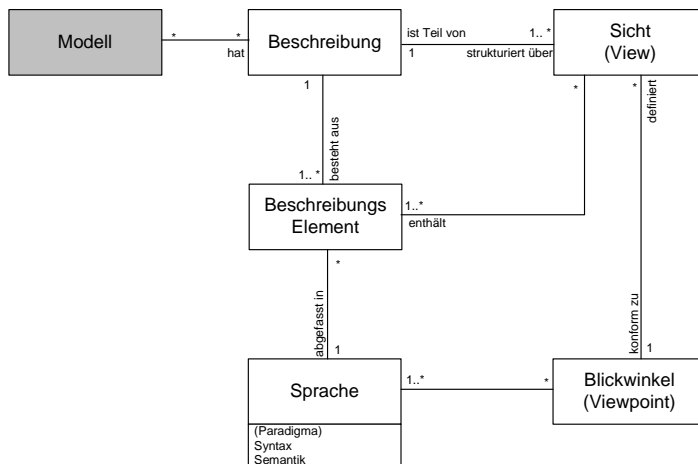 Modell
*
*
hat
Beschreibung
ist Teil von
1
1.. *
strukturiert über
Sicht
(View)
1
besteht aus
1.. *
*
*
definiert
Beschreibungs
Element
1..*
enthält
*
abgefasst in
1
konform zu
1
Sprache
(Paradigma)
Syntax
Semantik
1..*
*
Blickwinkel
(Viewpoint)